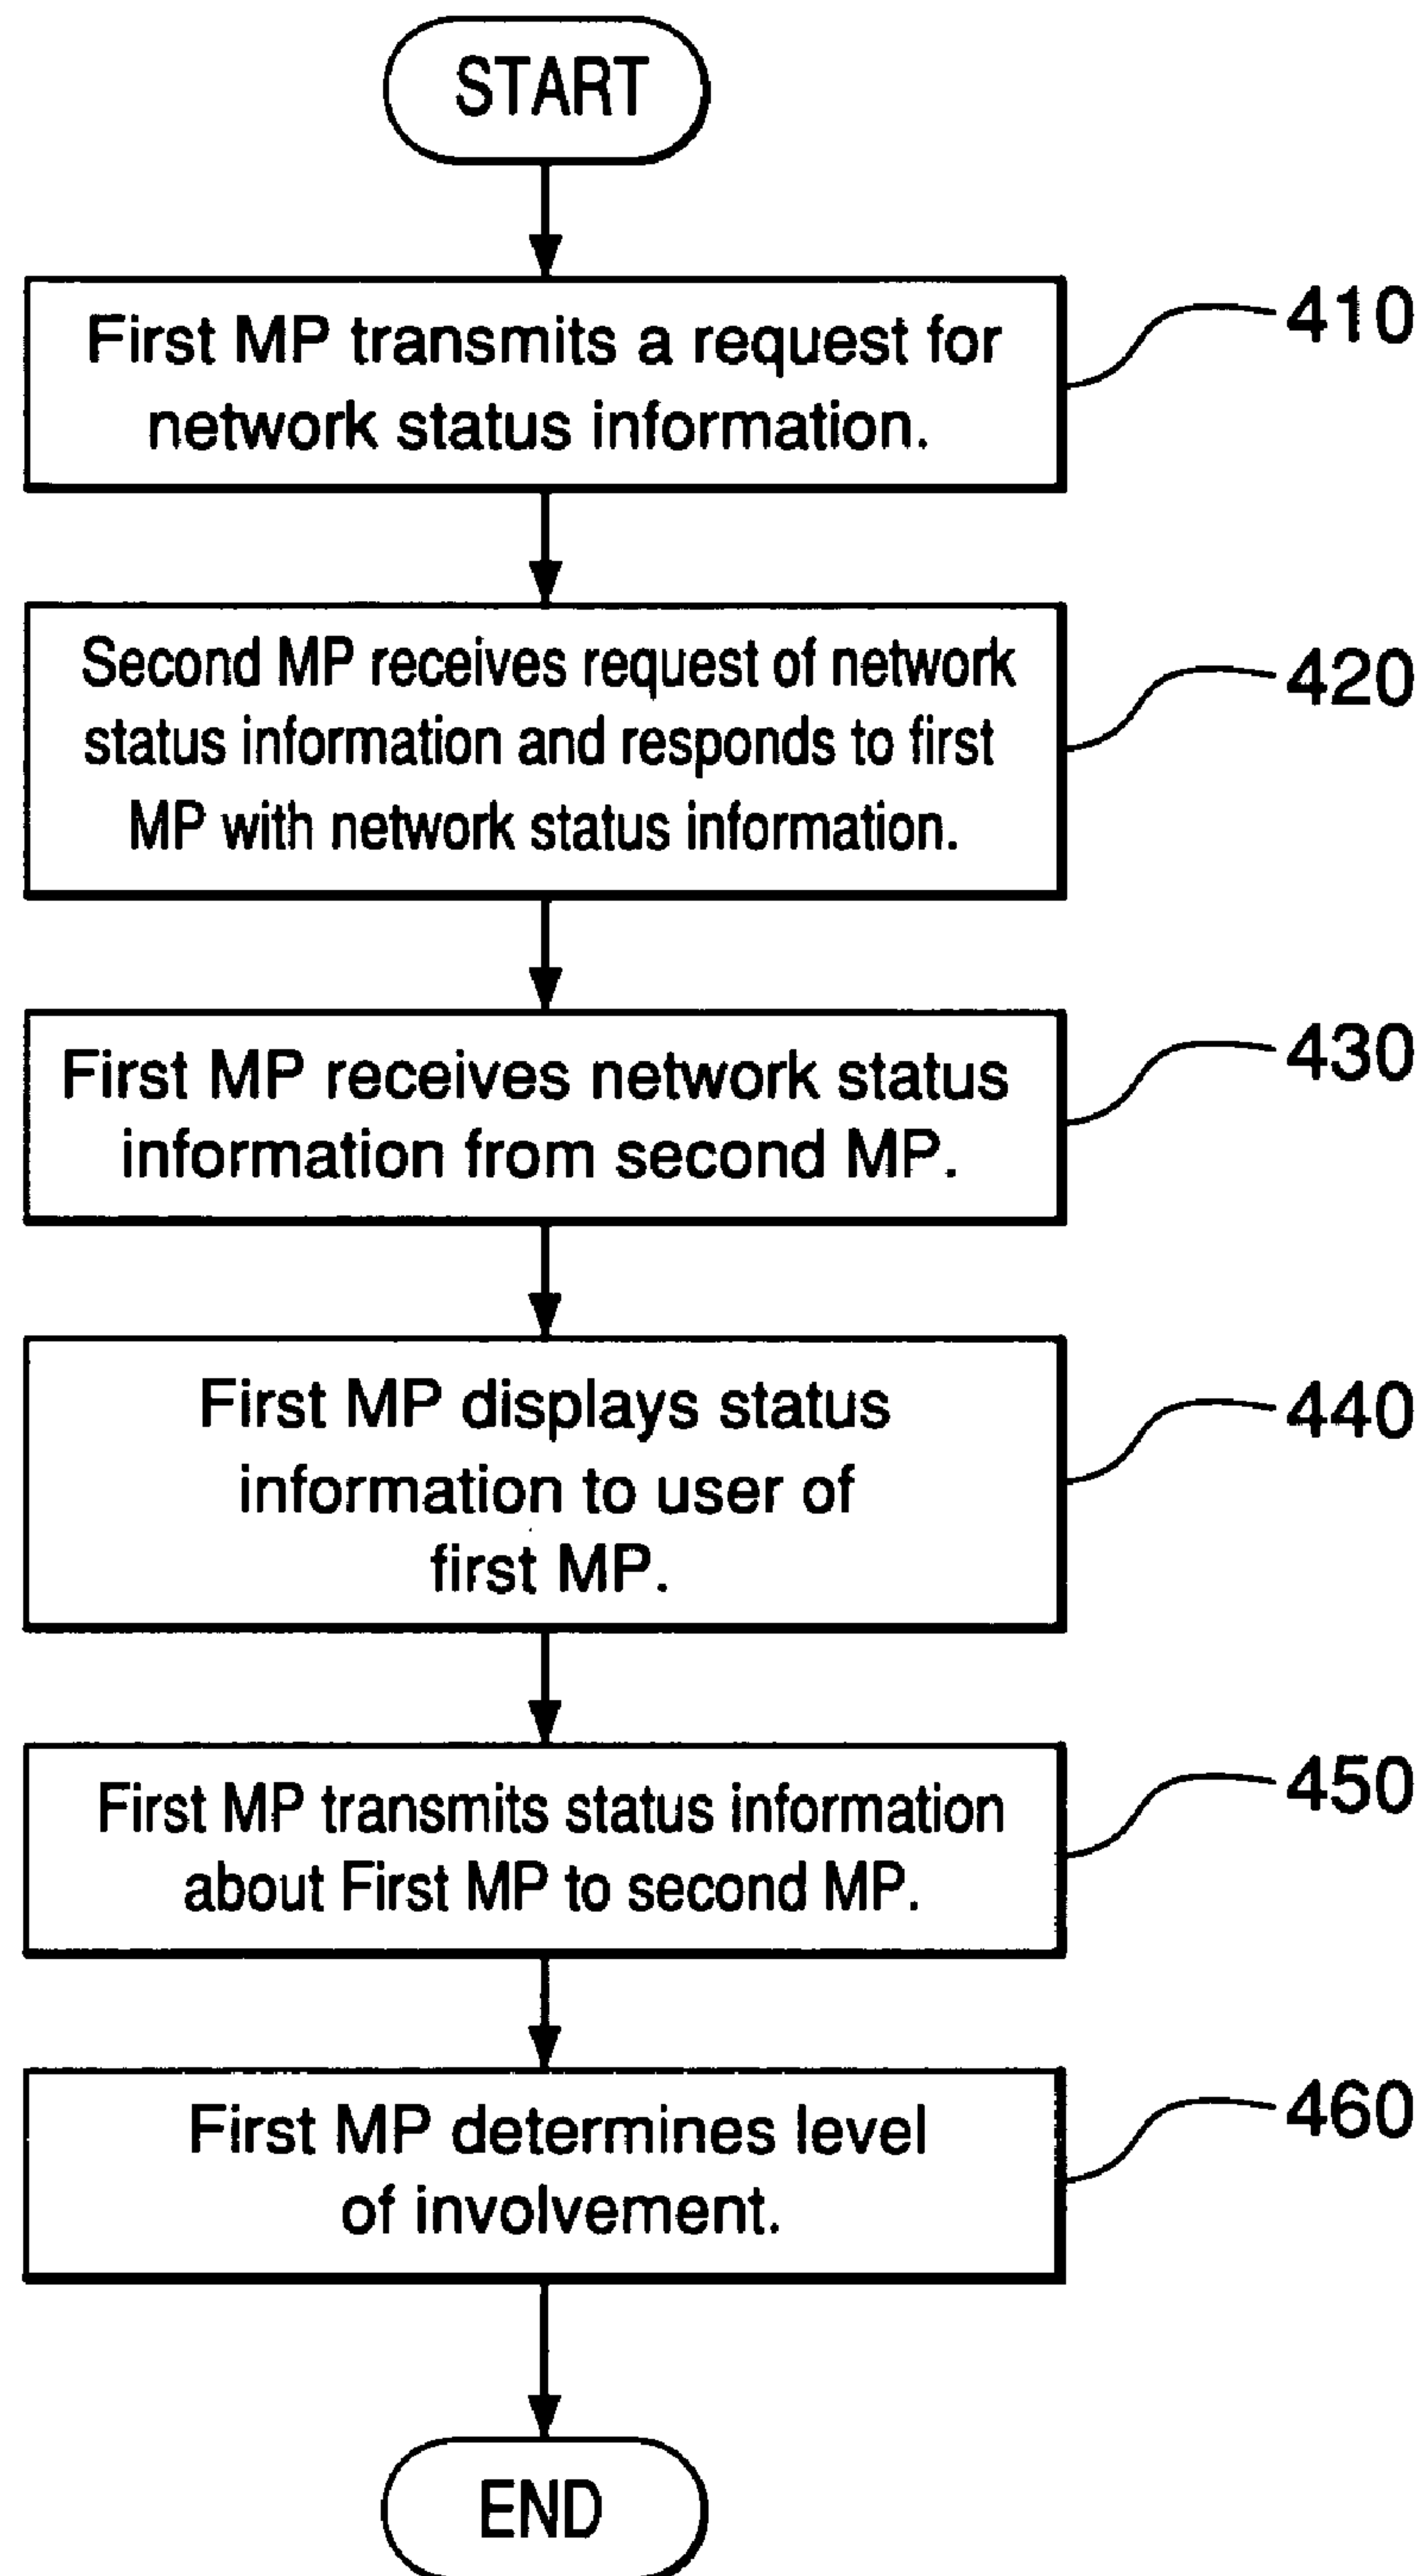 START
First MP transmits a request for
network status information.
410
Second MP receives request of network
status information and responds to first
MP with network status information.
420
First MP receives network status
information from second MP.
430
First MP displays status
information to user of
first MP.
440
First MP transmits status information
about First MP to second MP.
450
First MP determines level
of involvement.
460
END